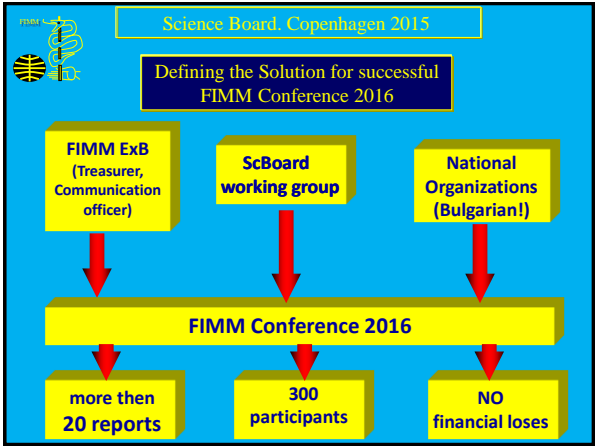 FIMM
Science Board. Copenhagen 2015
Defining the Solution for successful
FIMM Conference 2016
FIMM ExB
(Treasurer,
Communication
officer)
ScBoard
working group
National
Organizations
(Bulgarian!)
FIMM Conference 2016
more then
20 reports
300
participants
NO
financial loses